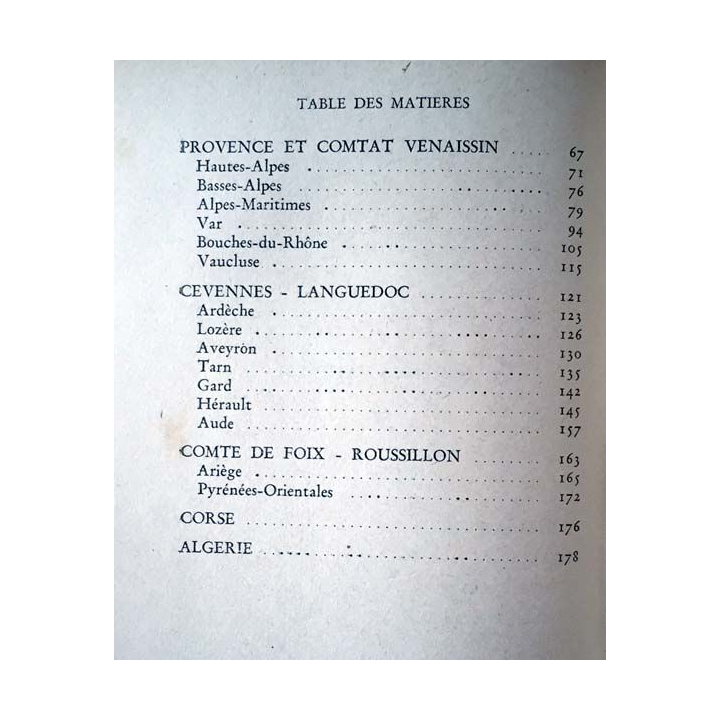 TABLE DES MATIERES
PROVENCE ET COMTAT VENAISSIN ..... 67
Hautes-Alpes ..... 71
Basses-Alpes ..... 76
Alpes-Maritimes ..... 79
Var ..... 94
Bouches-du-Rhône ..... 105
Vaucluse ..... 115
CEVENNES - LANGUEDOC ..... 121
Ardèche ..... 123
Lozère ..... 126
Aveyròn ..... 130
Tarn ..... 135
Gard ..... 142
Hérault ..... 145
Aude ..... 157
COMTE DE FOIX - ROUSSILLON ..... 163
Ariège ..... 165
Pyrénées-Orientales ..... 172
CORSE ..... 176
ALGERIE ..... 178